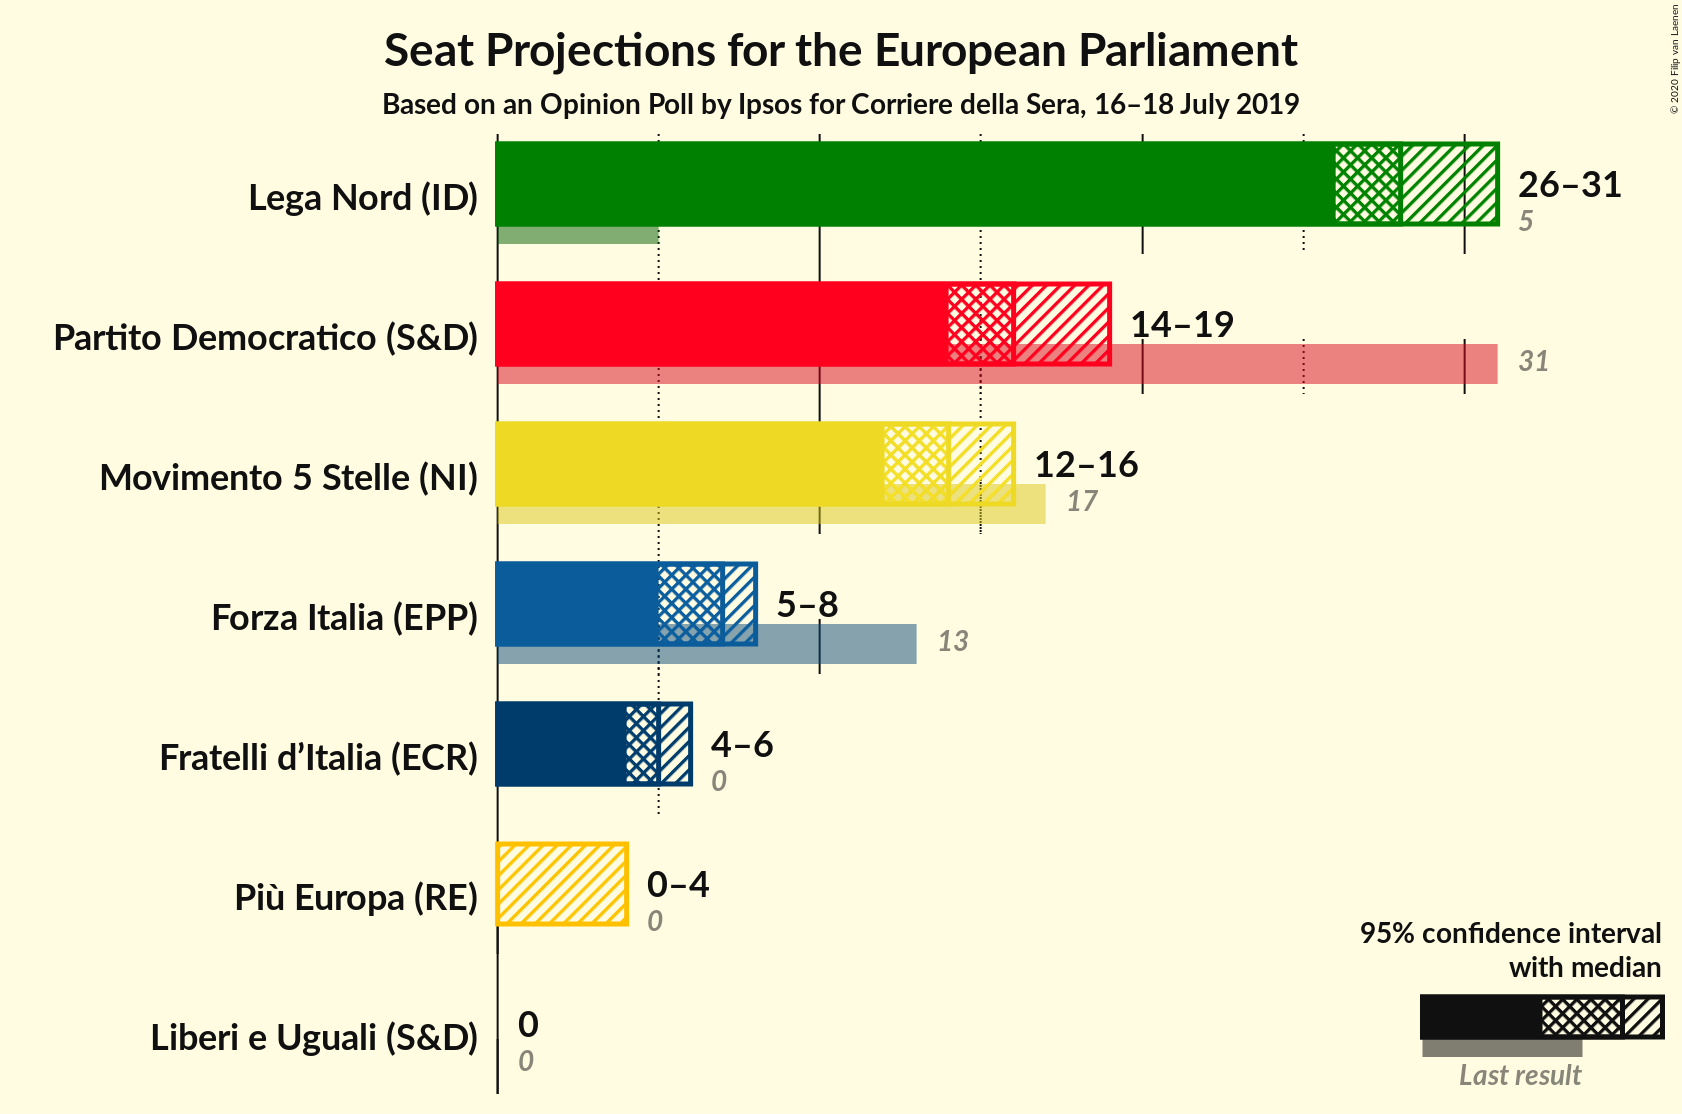 Seat Projections for the European Parliament
Based on an Opinion Poll by Ipsos for Corriere della Sera, 16–18 July 2019
© 2020 Filip van Laenen
Lega Nord (ID)
26–31
5
Partito Democratico (S&D)
14–19
31
Movimento 5 Stelle (NI)
12–16
17
Forza Italia (EPP)
5–8
13
Fratelli d’Italia (ECR)
4–6
0
Più Europa (RE)
0–4
0
Liberi e Uguali (S&D)
0
0
95% confidence interval
with median
Last result